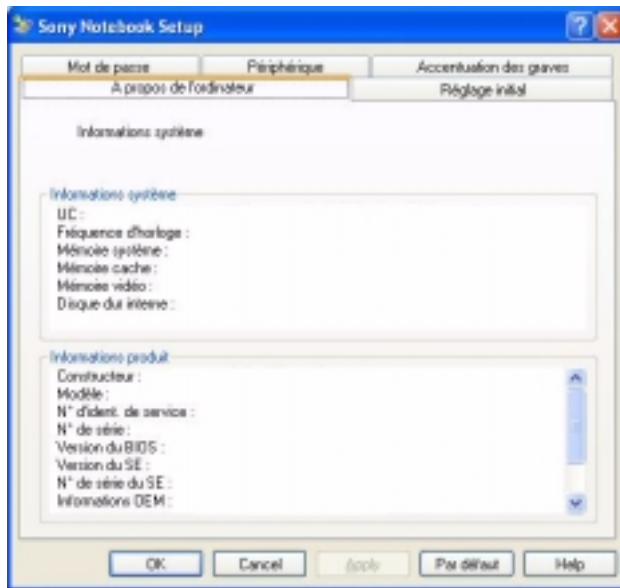 Sony Notebook Setup
Mot de passe
Périphérique
Accentuation des graves
A propos de l'ordinateur
Réglage initial
Informations système
Informations système
UC :
Fréquence d'horloge :
Mémoire système :
Mémoire cache :
Mémoire vidéo :
Disque dur interne :
Informations produit
Constructeur :
Modèle :
N° d'ident. de service :
N° de série :
Version du BIOS :
Version du SE :
N° de série du SE :
Informations OEM :
OK
Cancel
Apply
Par défaut
Help